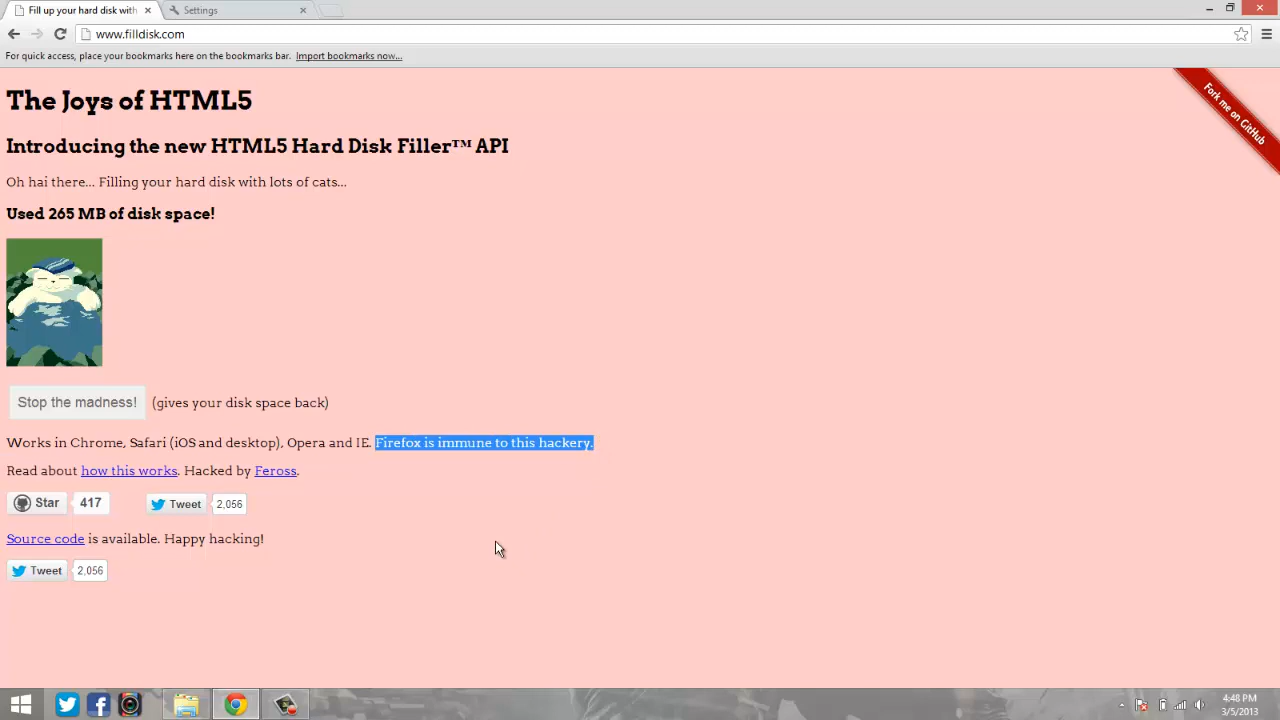 Fill up your hard disk with
Settings
www.filldisk.com
For quick access, place your bookmarks here on the bookmarks bar. Import bookmarks now...
Fork me on GitHub
The Joys of HTML5
Introducing the new HTML5 Hard Disk Filler™ API
Oh hai there... Filling your hard disk with lots of cats...
Used 265 MB of disk space!
Stop the madness! (gives your disk space back)
Works in Chrome, Safari (iOS and desktop), Opera and IE. Firefox is immune to this hackery.
Read about how this works. Hacked by Feross.
Star 417 Tweet 2,056
Source code is available. Happy hacking!
Tweet 2,056
4:48 PM
3/5/2013